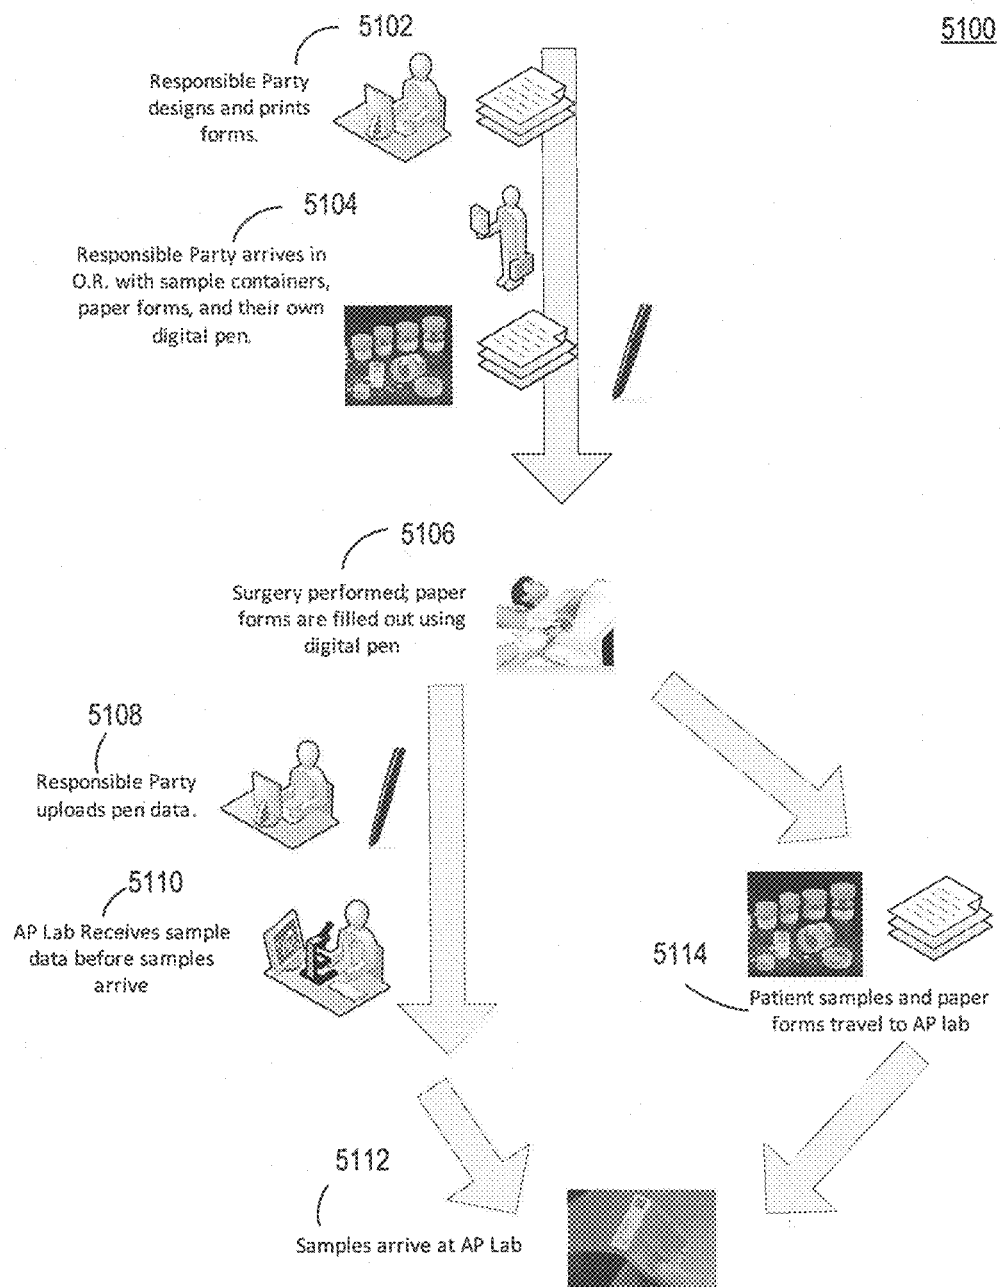 5100
5102
Responsible Party
designs and prints
forms.
5104
Responsible Party arrives in
O.R. with sample containers,
paper forms, and their own
digital pen.
5106
Surgery performed; paper
forms are filled out using
digital pen
5108
Responsible Party
uploads pen data.
5110
AP Lab Receives sample
data before samples
arrive
5114
Patient samples and paper
forms travel to AP lab
5112
Samples arrive at AP Lab